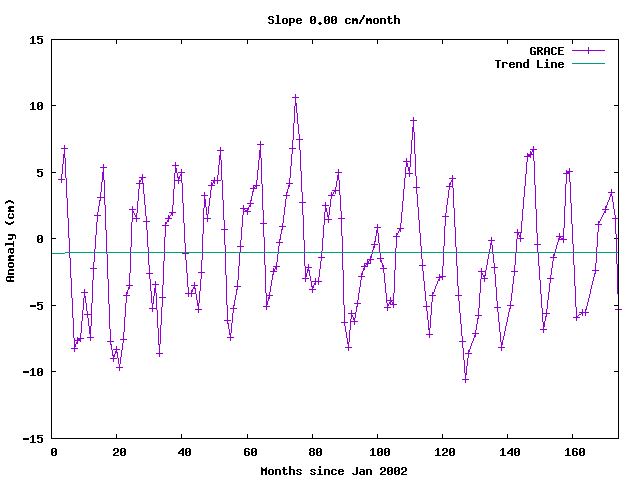 Slope 0.00 cm/month
15
GRACE
Trend Line
10
5
0
-5
-10
-15
Anomaly (cm)
0 20 40 60 80 100 120 140 160
Months since Jan 2002